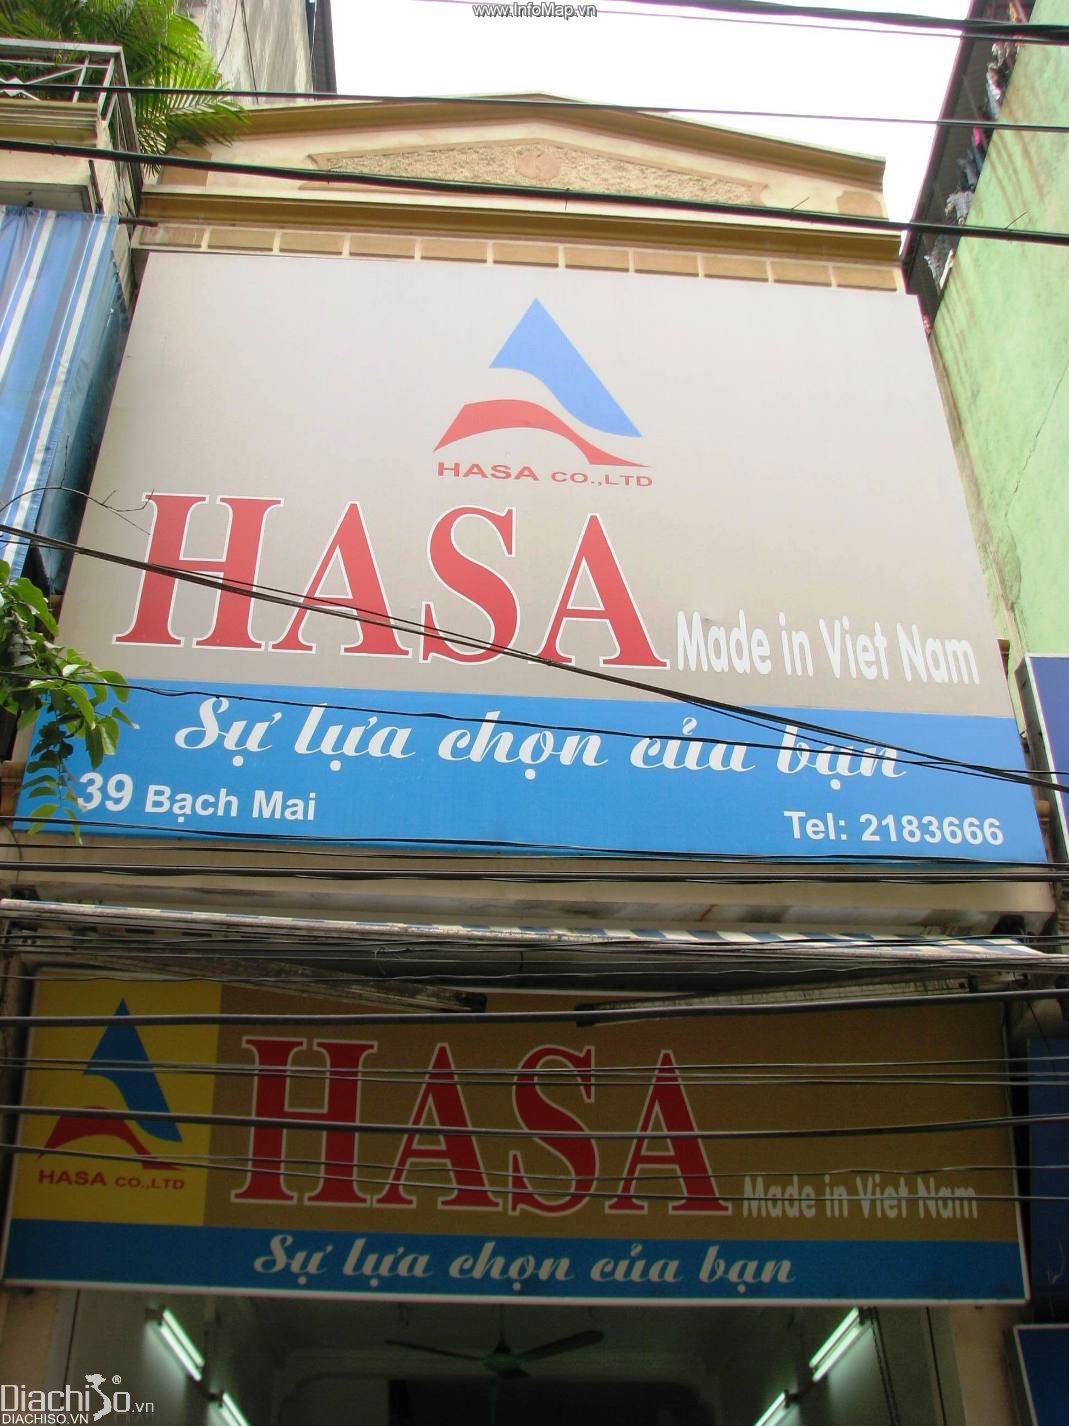 www.InfoMap.vn
HASA CO.,LTD
HASA Made in Viet Nam
Sự lựa chọn của bạn
39 Bạch Mai
Tel: 2183666
HASA CO.,LTD
HASA Made in Viet Nam
Sự lựa chọn của bạn
DiachiSo.vn
DIACHISO.VN